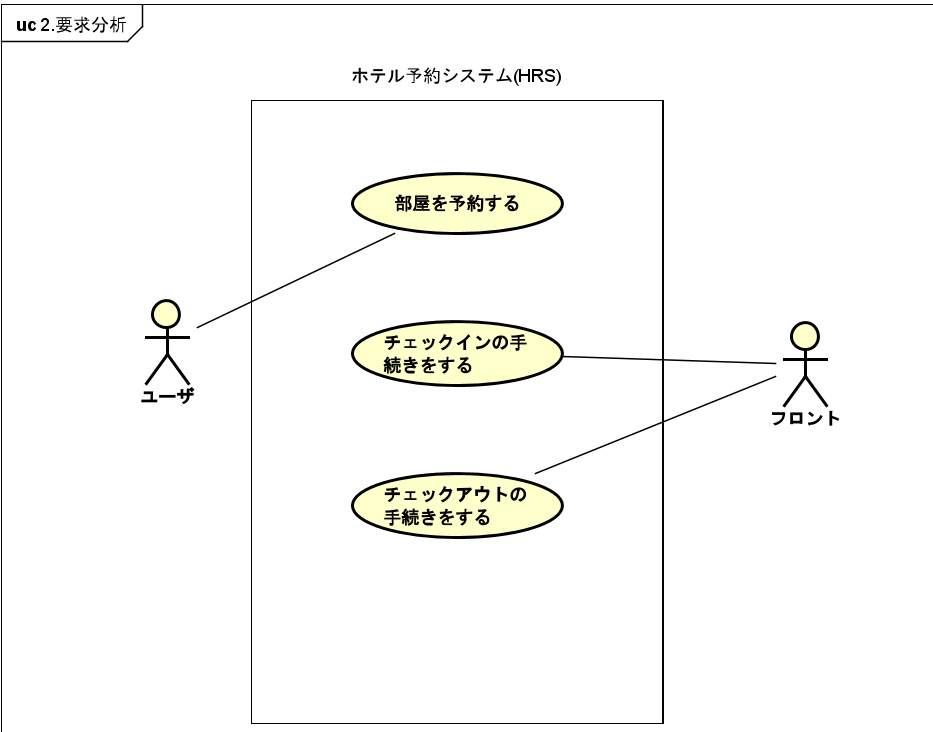 uc 2.要求分析
ホテル予約システム(HRS)
部屋を予約する
チェックインの手
続きをする
ユーザ
フロント
チェックアウトの
手続きをする